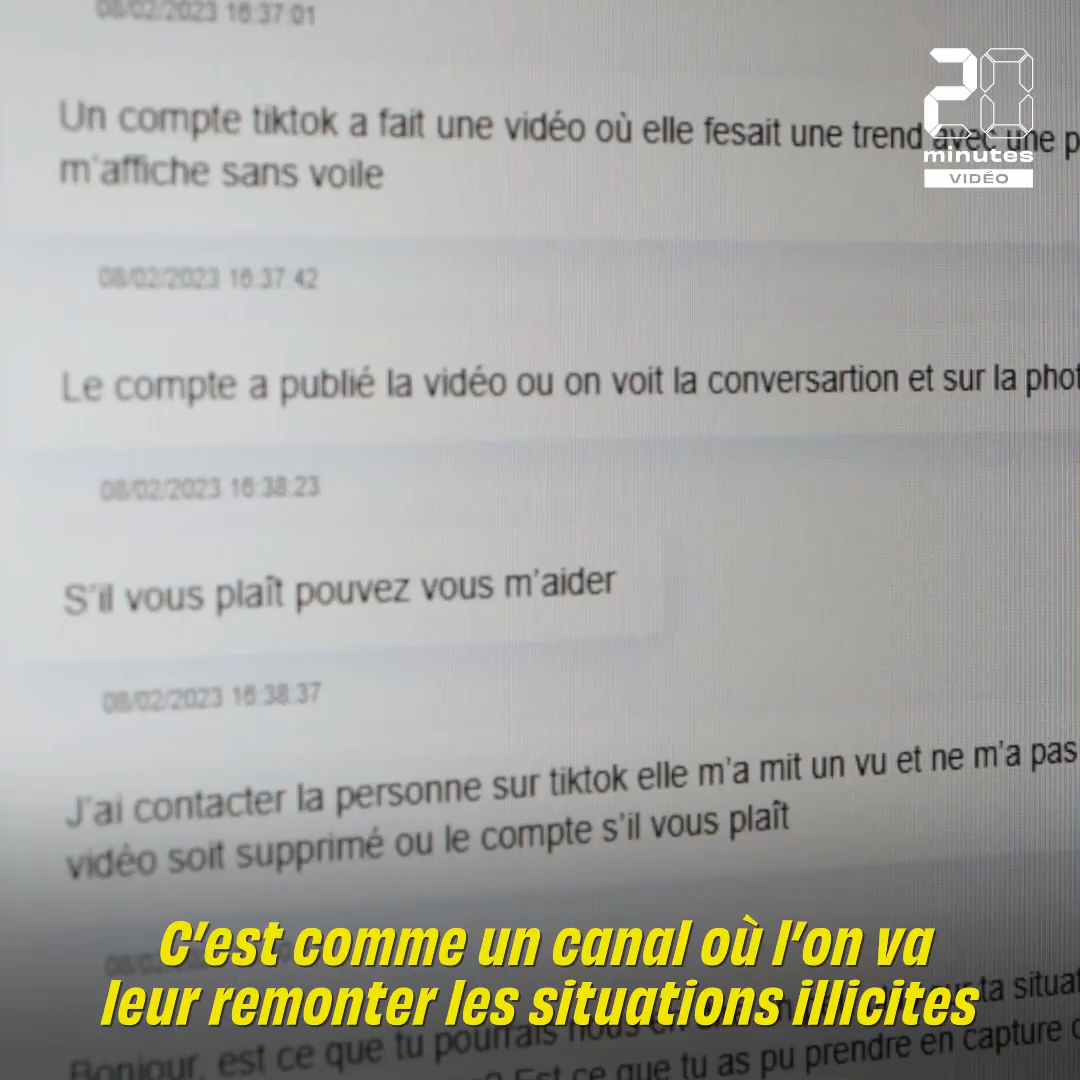 08/02/2023 16:37:01
20
minutes
VIDÉO
Un compte tiktok a fait une vidéo où elle fesait une trend avec une p
m'affiche sans voile
08/02/2023 16:37:42
Le compte a publié la vidéo ou on voit la conversartion et sur la phot
08/02/2023 16:38:23
S'il vous plaît pouvez vous m'aider
08/02/2023 16:38:37
J'ai contacter la personne sur tiktok elle m'a mit un vu et ne m'a pas
vidéo soit supprimé ou le compte s'il vous plaît
C'est comme un canal où l'on va
leur remonter les situations illicites
Bonjour, est ce que tu pourrais nous ta situat
Est ce que tu as pu prendre en capture